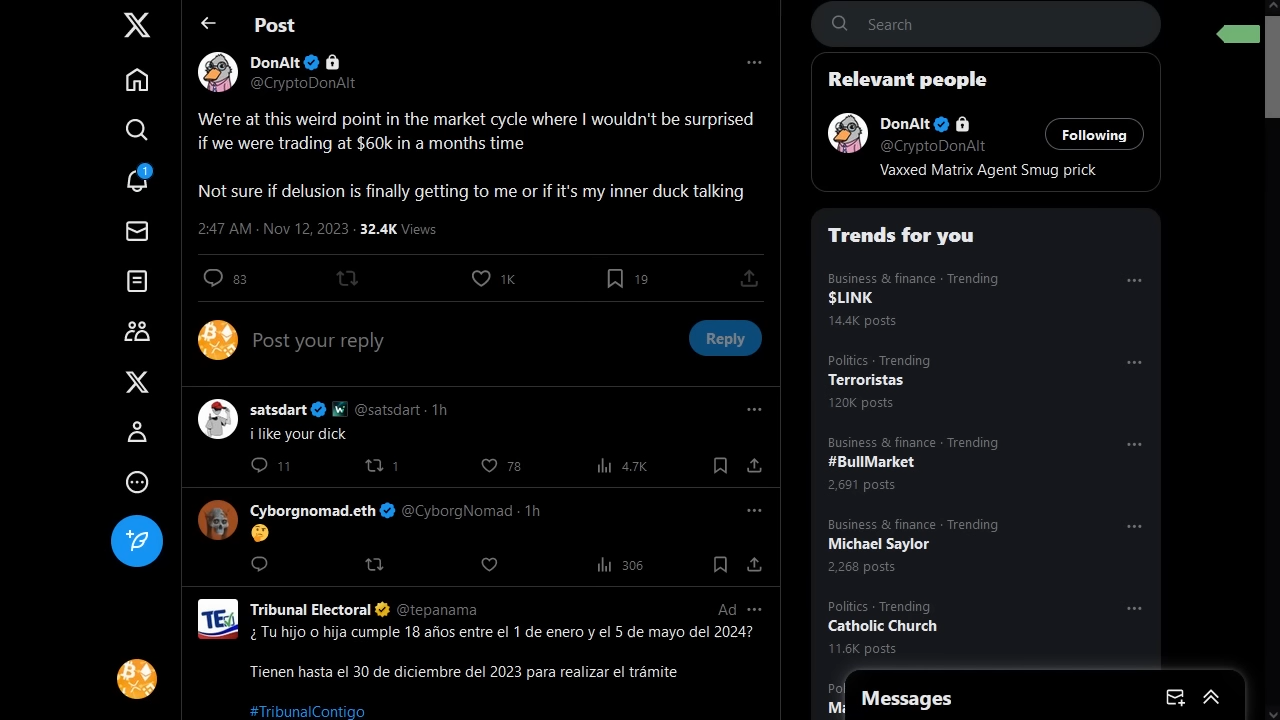 Post
DonAlt
@CryptoDonAlt
We're at this weird point in the market cycle where I wouldn't be surprised
if we were trading at $60k in a months time
Not sure if delusion is finally getting to me or if it's my inner duck talking
2:47 AM · Nov 12, 2023 · 32.4K Views
83 1K 19
Post your reply
Reply
satsdart @satsdart · 1h
i like your dick
11 1 78 4.7K
Cyborgnomad.eth @CyborgNomad · 1h
🤔
306
Tribunal Electoral @tepanama Ad
¿ Tu hijo o hija cumple 18 años entre el 1 de enero y el 5 de mayo del 2024?
Tienen hasta el 30 de diciembre del 2023 para realizar el trámite
#TribunalContigo
1
Search
Relevant people
DonAlt
@CryptoDonAlt
Following
Vaxxed Matrix Agent Smug prick
Trends for you
Business & finance · Trending
$LINK
14.4K posts
Politics · Trending
Terroristas
120K posts
Business & finance · Trending
#BullMarket
2,691 posts
Business & finance · Trending
Michael Saylor
2,268 posts
Politics · Trending
Catholic Church
11.6K posts
Messages